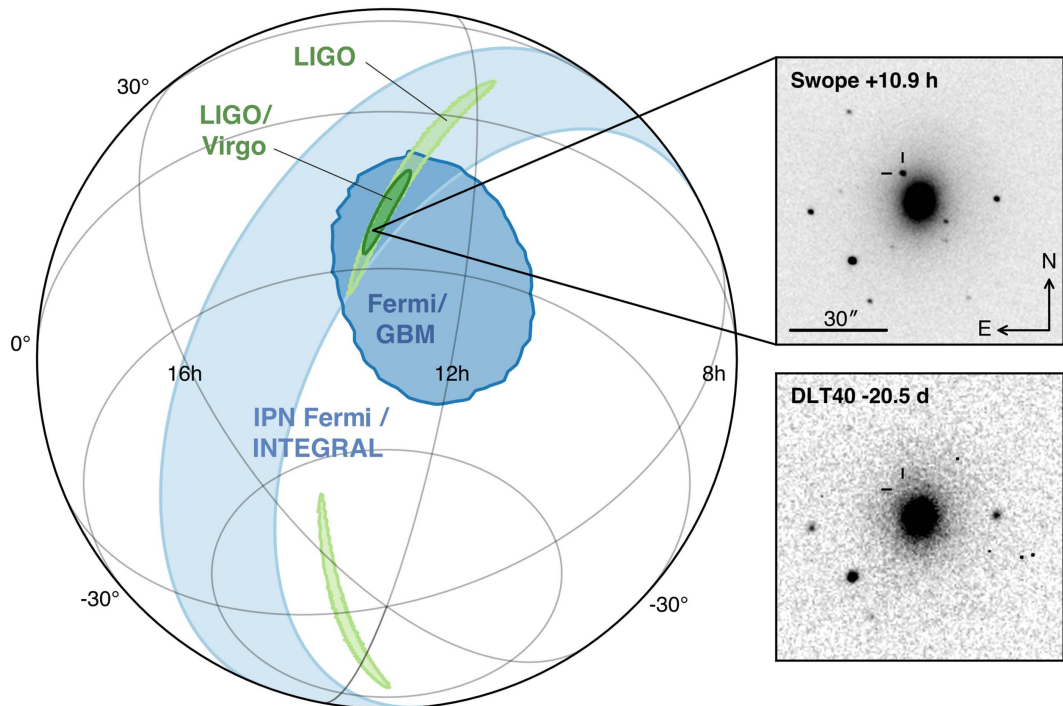 LIGO
LIGO/
Virgo
30°
0°
-30°
-30°
16h
12h
8h
Fermi/
GBM
IPN Fermi /
INTEGRAL
Swope +10.9 h
30″
N
E
DLT40 -20.5 d